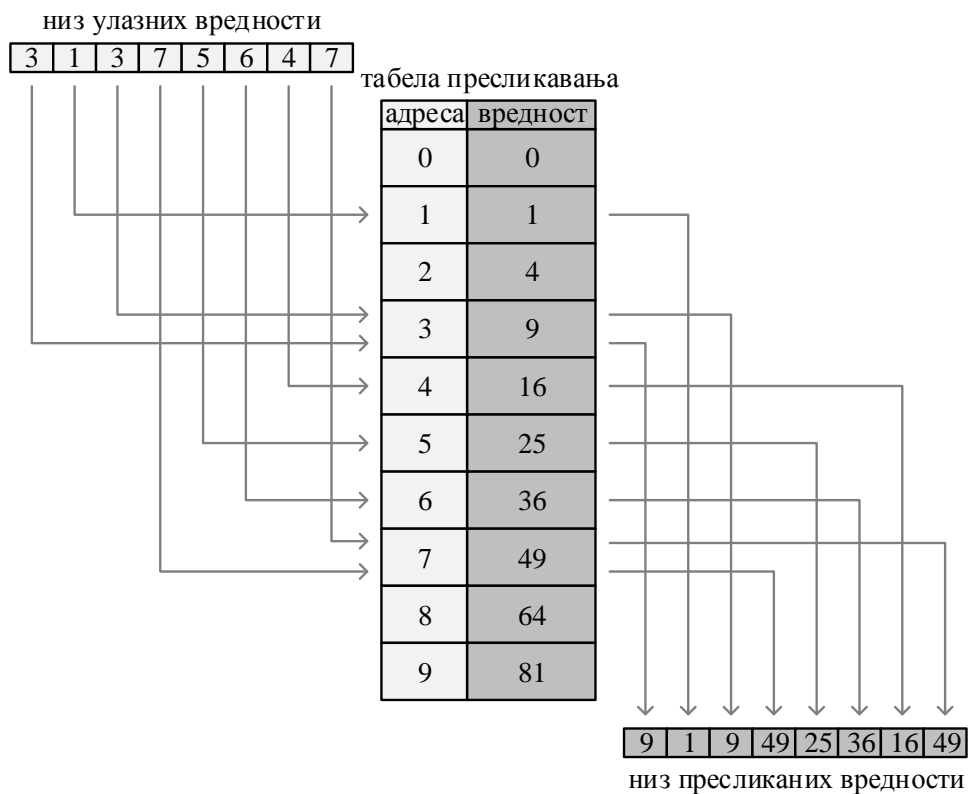 низ улазних вредности
3 1 3 7 5 6 4 7
табела пресликавања
адреса вредност
0 0
1 1
2 4
3 9
4 16
5 25
6 36
7 49
8 64
9 81
9 1 9 49 25 36 16 49
низ пресликаних вредности